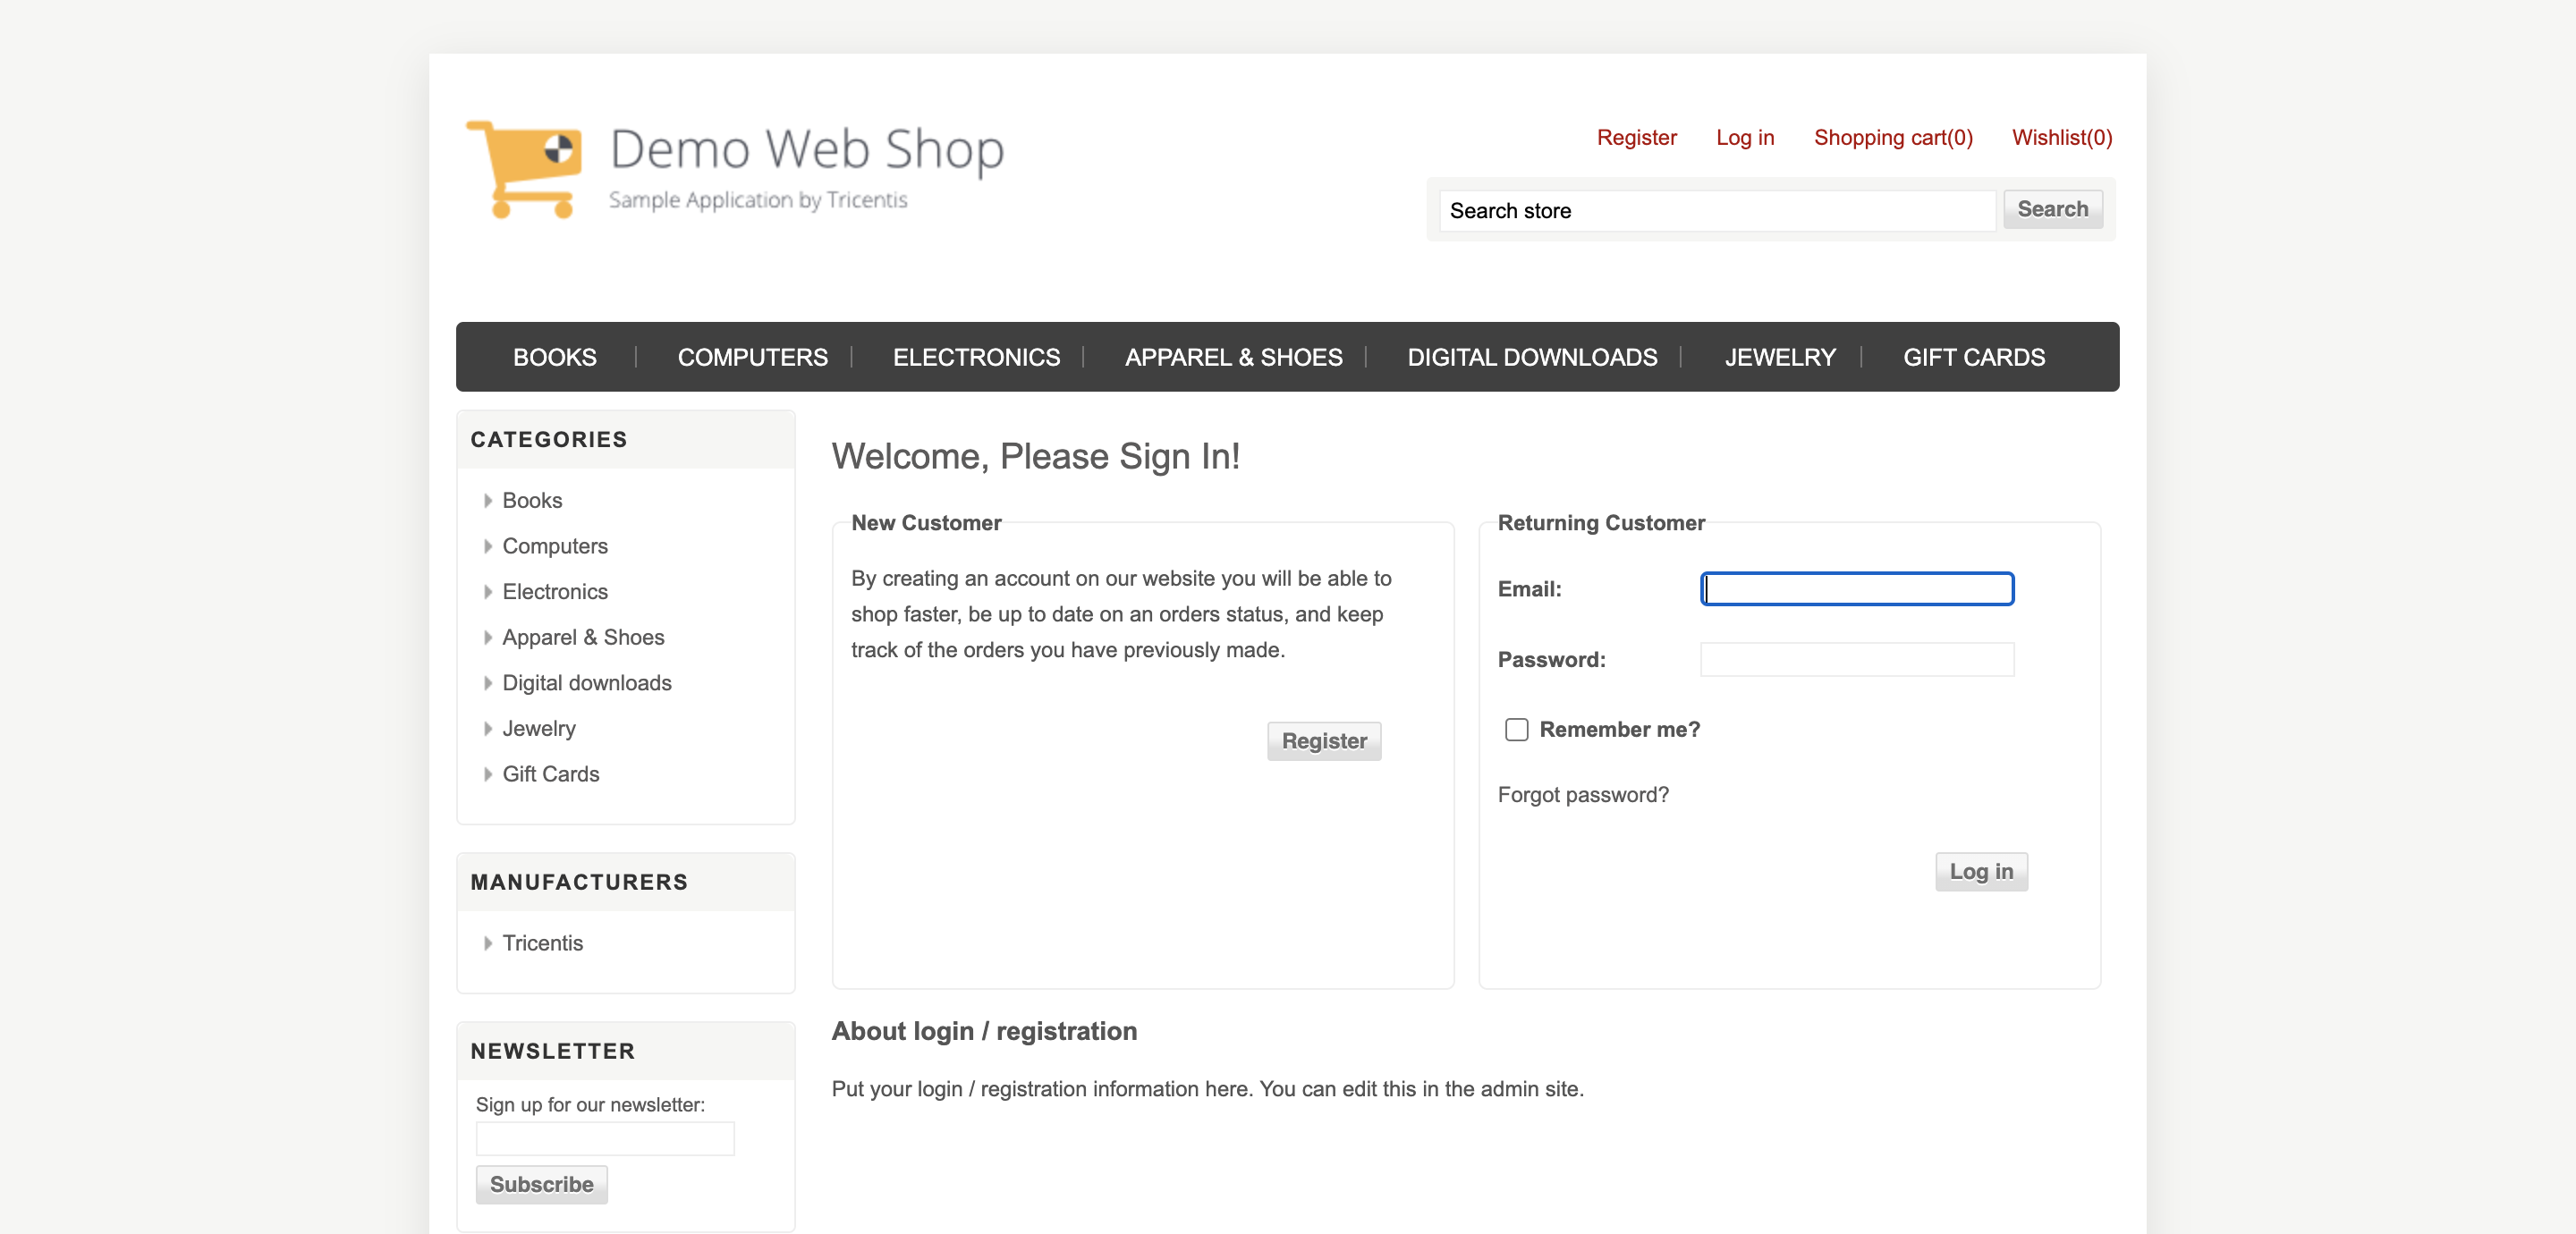 Demo Web Shop
Sample Application by Tricentis
Register Log in Shopping cart(0) Wishlist(0)
Search store Search
BOOKS COMPUTERS ELECTRONICS APPAREL & SHOES DIGITAL DOWNLOADS JEWELRY GIFT CARDS
CATEGORIES
Books
Computers
Electronics
Apparel & Shoes
Digital downloads
Jewelry
Gift Cards
MANUFACTURERS
Tricentis
NEWSLETTER
Sign up for our newsletter:
Subscribe
Welcome, Please Sign In!
New Customer
By creating an account on our website you will be able to
shop faster, be up to date on an orders status, and keep
track of the orders you have previously made.
Register
Returning Customer
Email:
Password:
Remember me?
Forgot password?
Log in
About login / registration
Put your login / registration information here. You can edit this in the admin site.